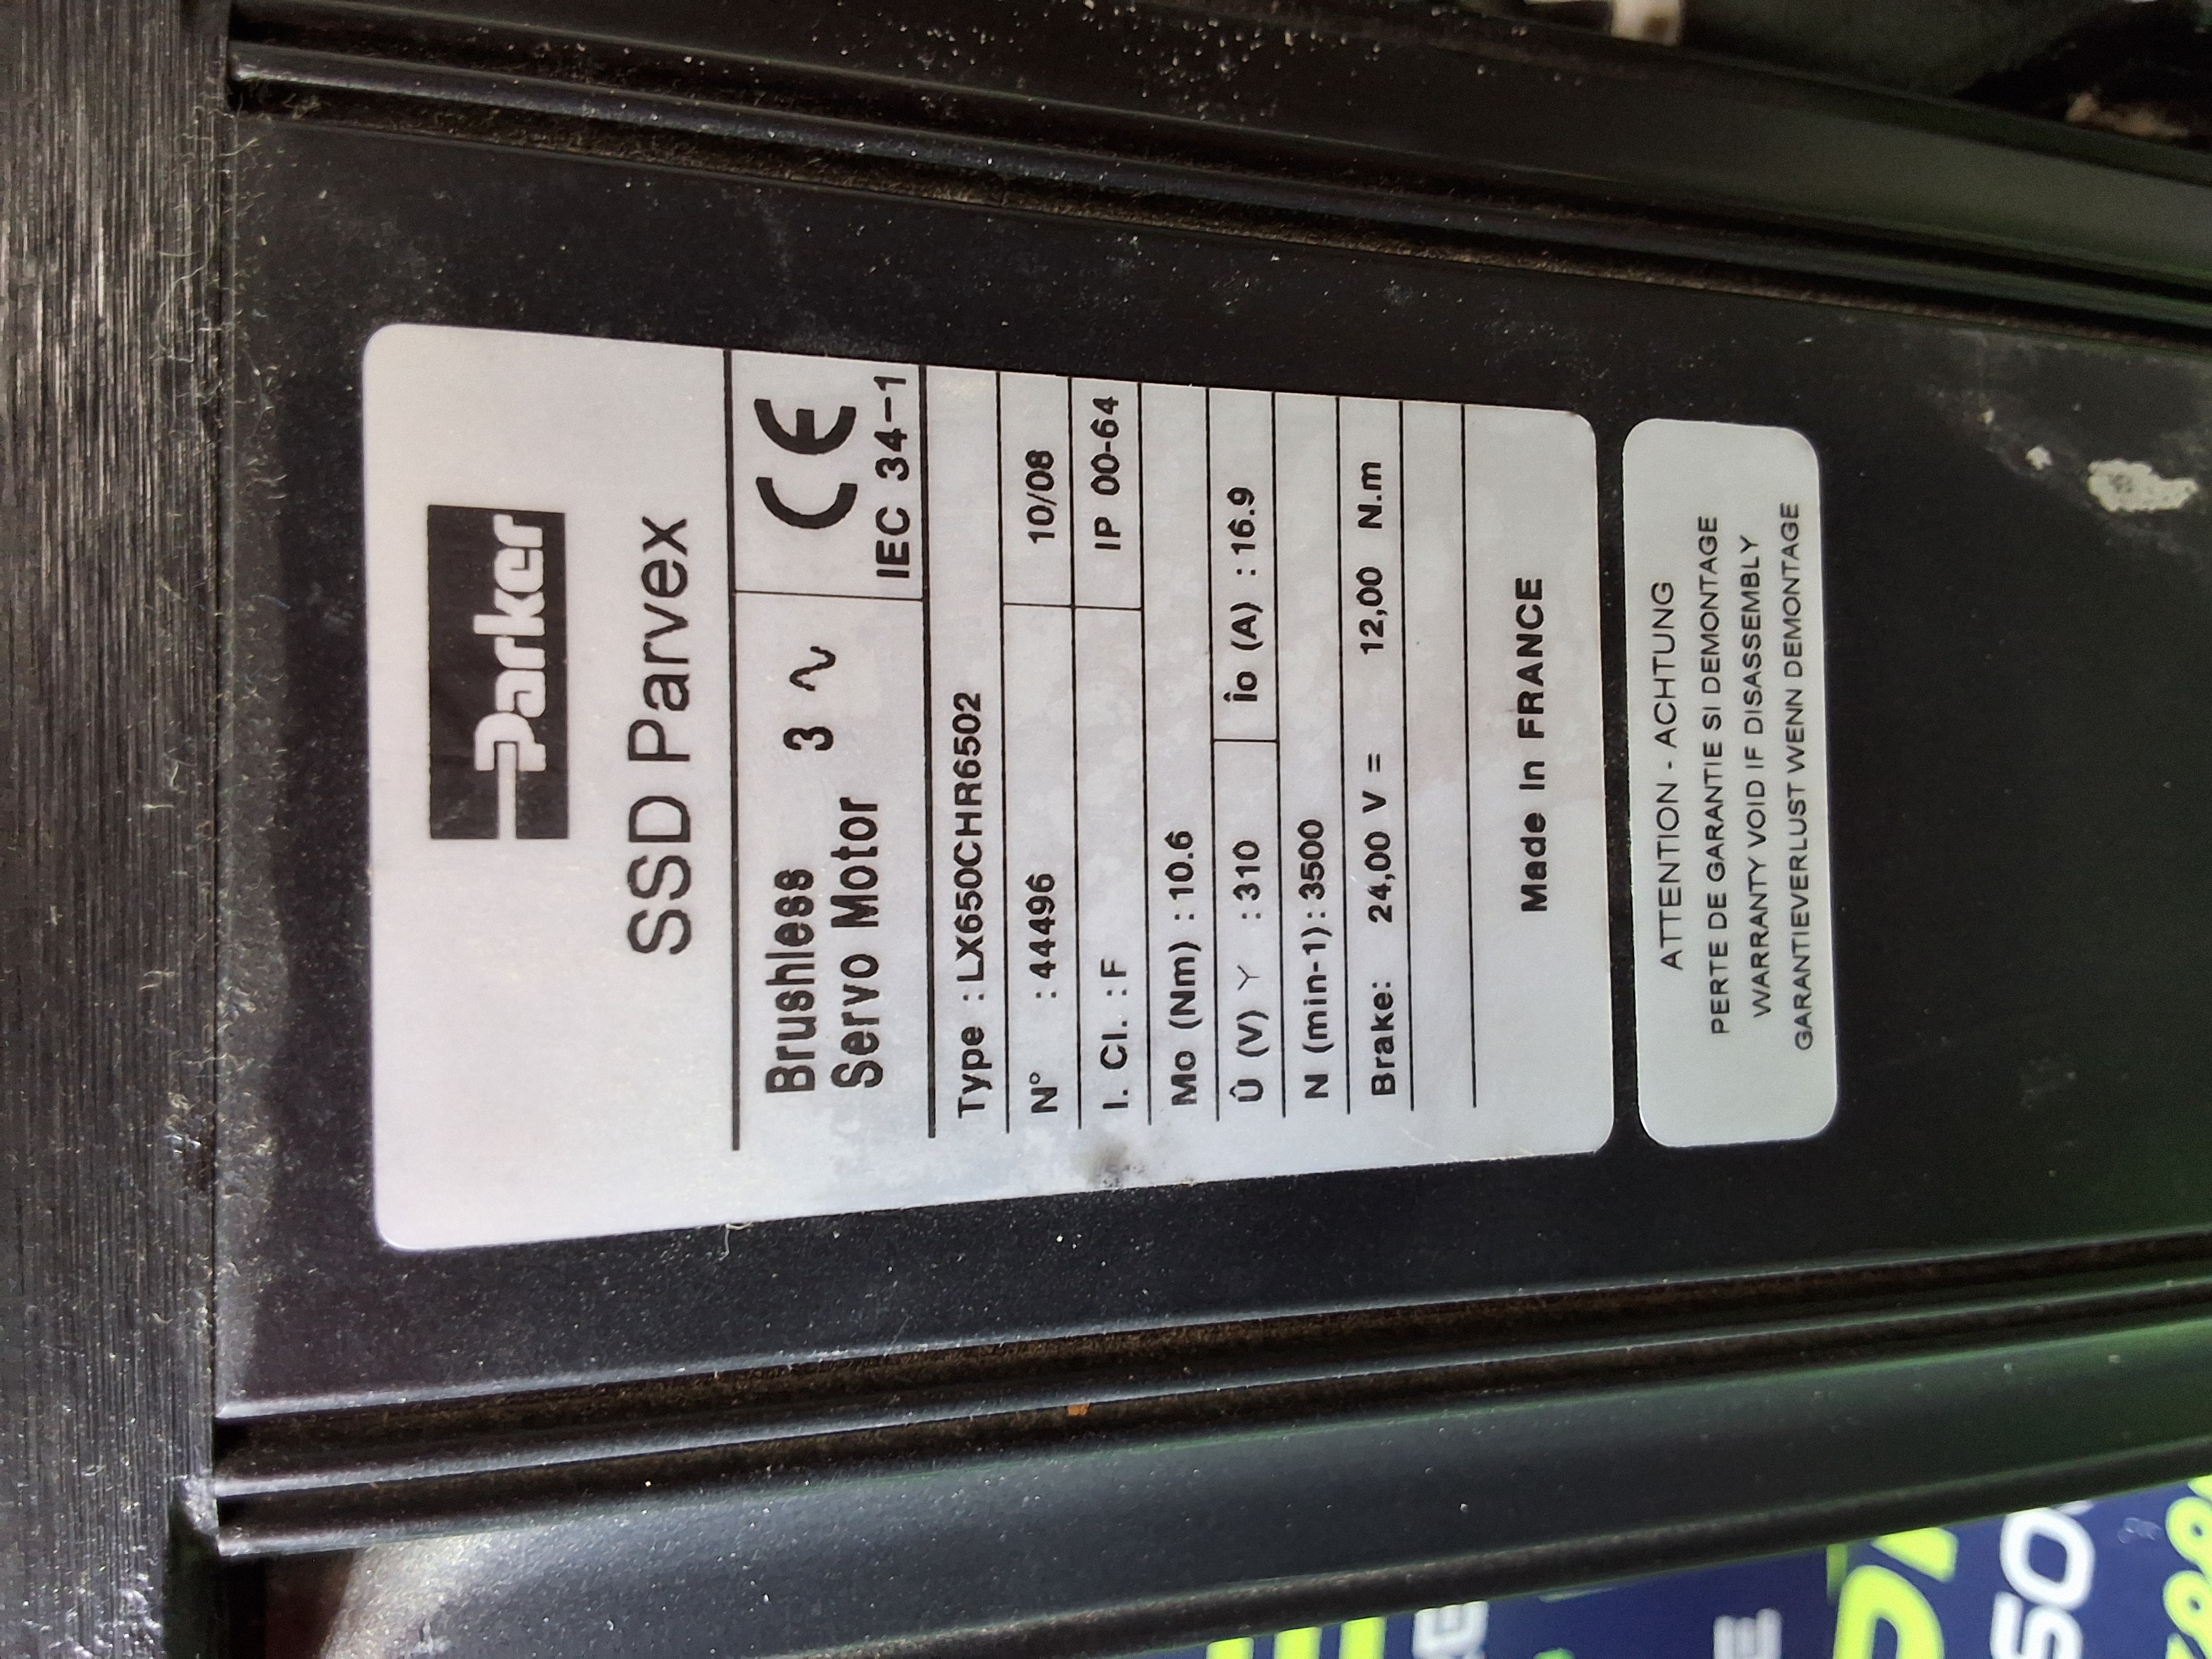 Parker
SSD Parvex
Brushless
Servo Motor 3 ∿
CE
IEC 34-1
Type : LX650CHR6502
N° : 44496 10/08
I. Cl. : F IP 00-64
Mo (Nm) : 10.6
Û (V) Y : 310 Îo (A) : 16.9
N (min-1) : 3500
Brake: 24,00 V = 12,00 N.m
Made In FRANCE
ATTENTION - ACHTUNG
PERTE DE GARANTIE SI DEMONTAGE
WARRANTY VOID IF DISASSEMBLY
GARANTIEVERLUST WENN DEMONTAGE